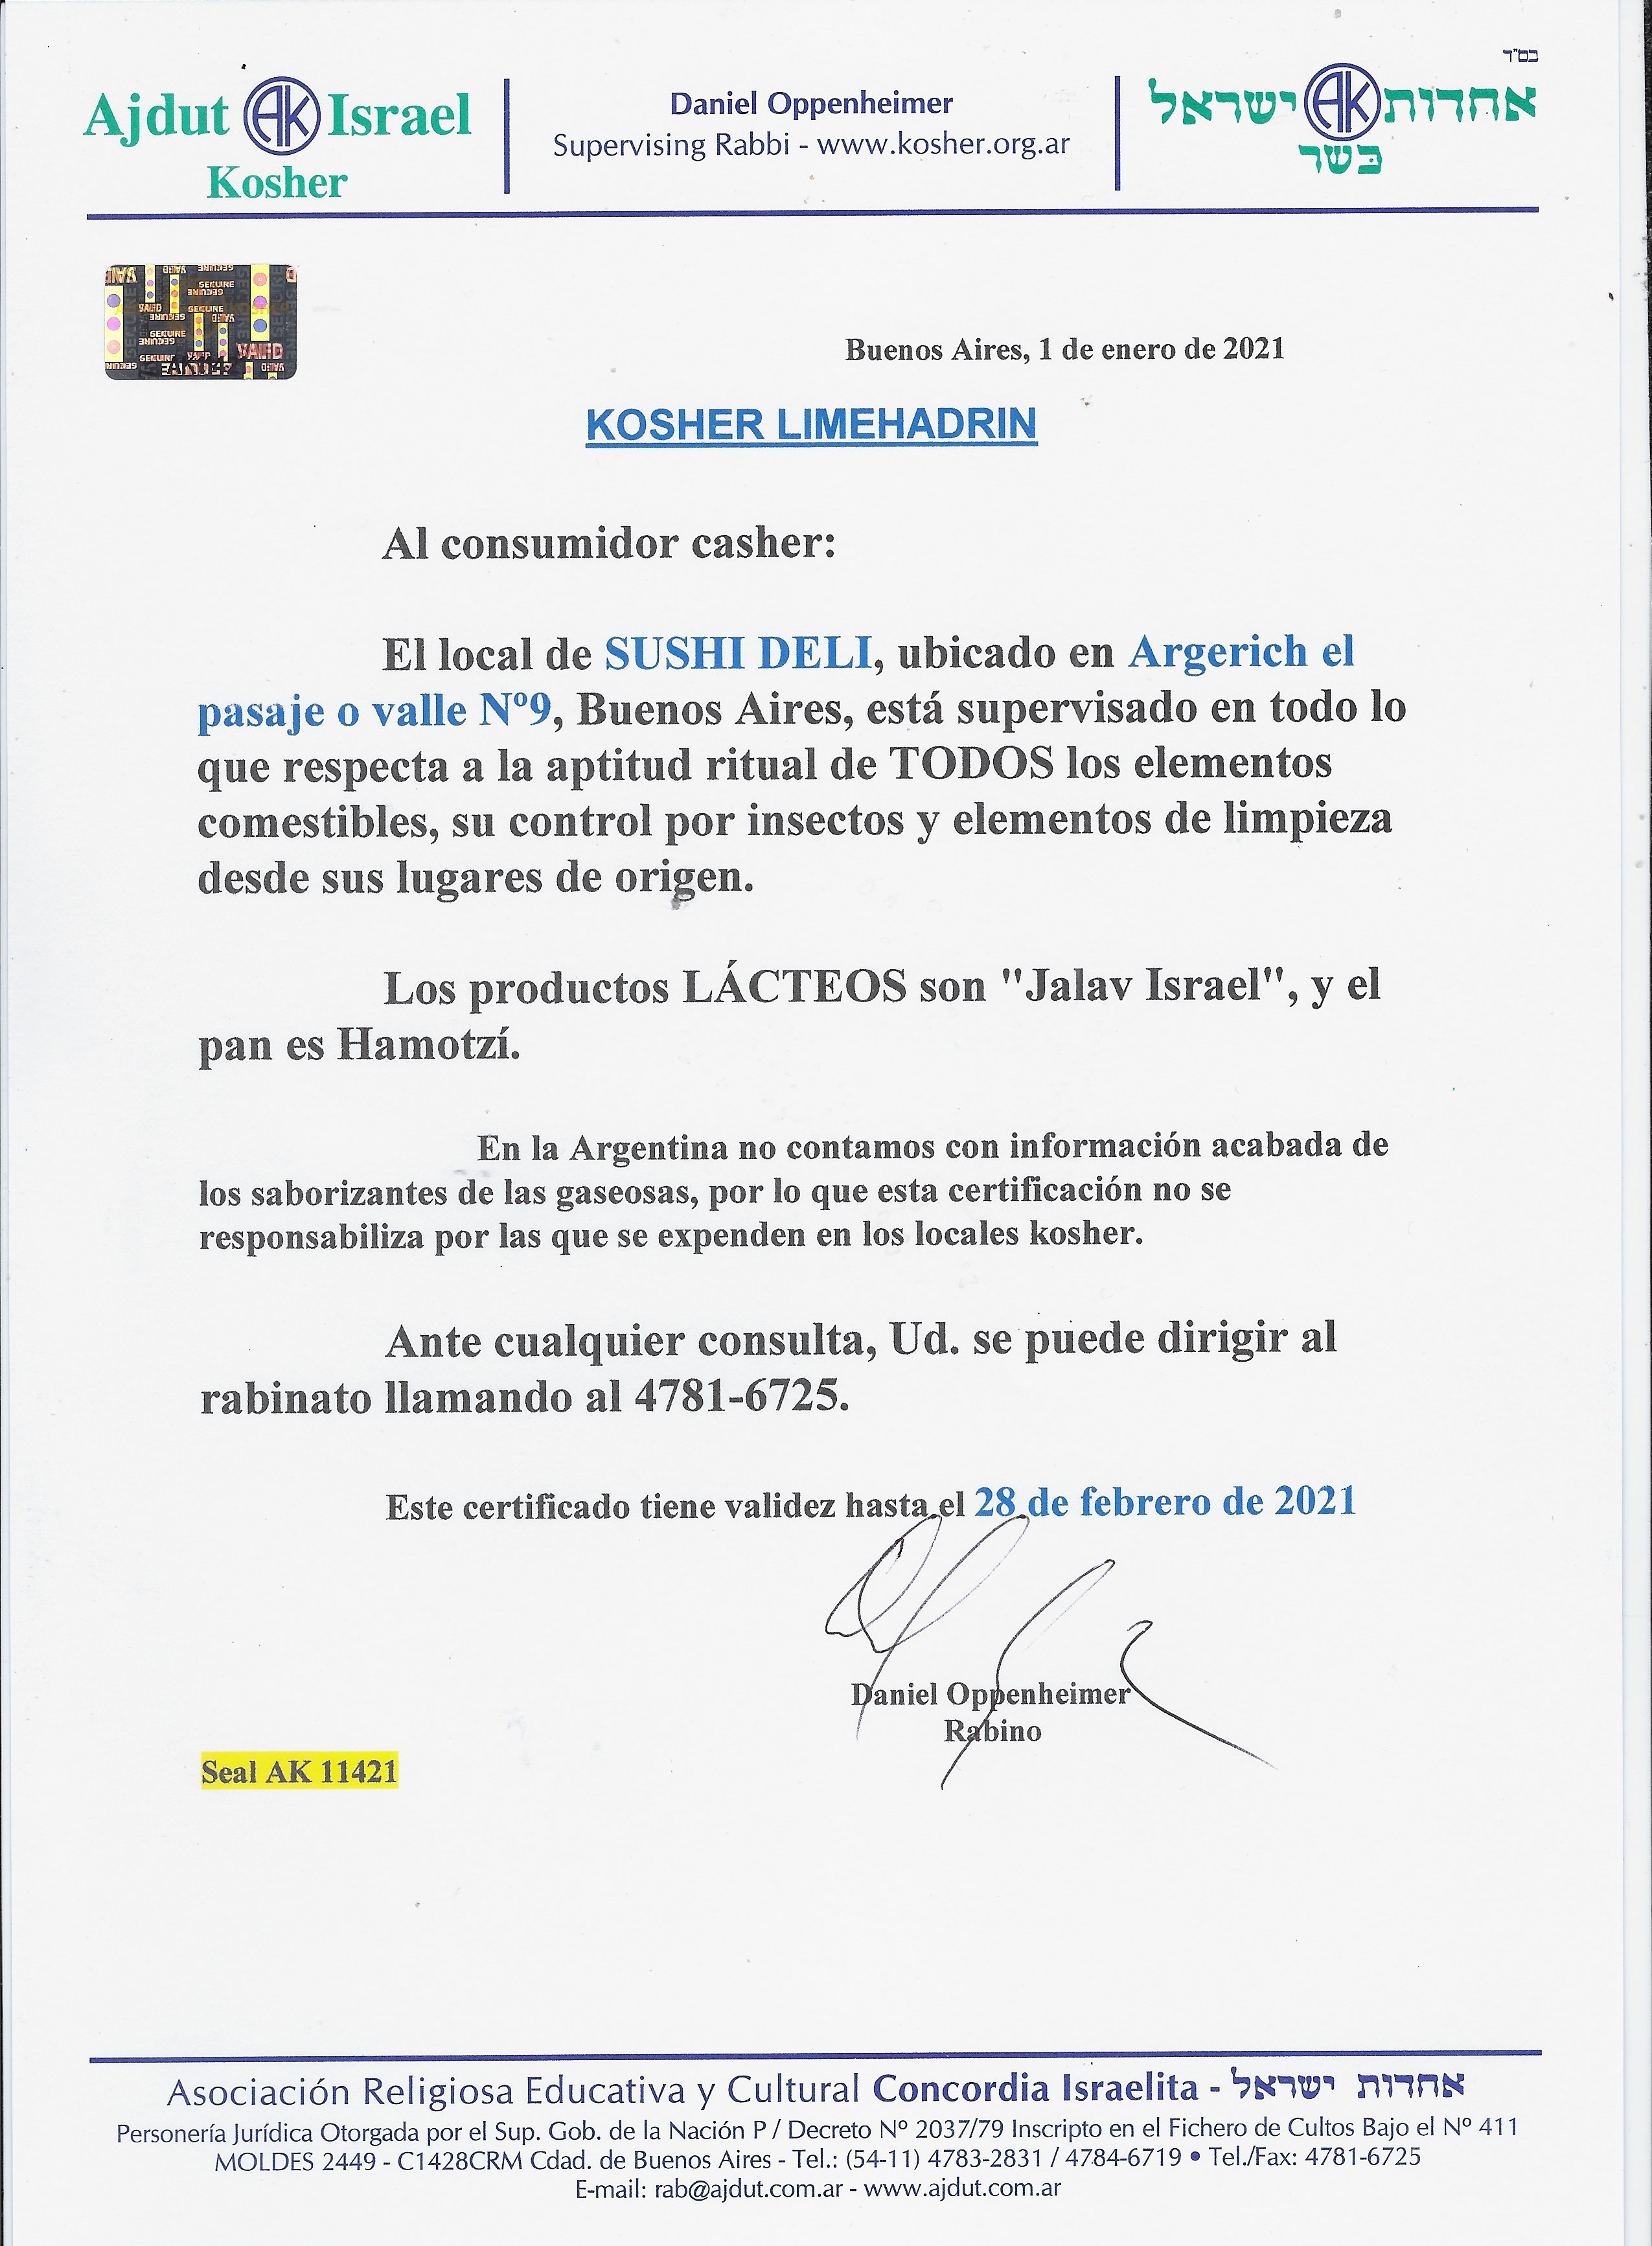 בס"ד
Ajdut AK Israel
Kosher
Daniel Oppenheimer
Supervising Rabbi - www.kosher.org.ar
אחדות AK ישראל
כשר
SECURE
VALID
Buenos Aires, 1 de enero de 2021
KOSHER LIMEHADRIN
Al consumidor casher:
El local de SUSHI DELI, ubicado en Argerich el
pasaje o valle Nº9, Buenos Aires, está supervisado en todo lo
que respecta a la aptitud ritual de TODOS los elementos
comestibles, su control por insectos y elementos de limpieza
desde sus lugares de origen.
Los productos LÁCTEOS son "Jalav Israel", y el
pan es Hamotzí.
En la Argentina no contamos con información acabada de
los saborizantes de las gaseosas, por lo que esta certificación no se
responsabiliza por las que se expenden en los locales kosher.
Ante cualquier consulta, Ud. se puede dirigir al
rabinato llamando al 4781-6725.
Este certificado tiene validez hasta el 28 de febrero de 2021
Daniel Oppenheimer
Rabino
Seal AK 11421
Asociación Religiosa Educativa y Cultural Concordia Israelita - אחדות ישראל
Personería Jurídica Otorgada por el Sup. Gob. de la Nación P / Decreto Nº 2037/79 Inscripto en el Fichero de Cultos Bajo el Nº 411
MOLDES 2449 - C1428CRM Cdad. de Buenos Aires - Tel.: (54-11) 4783-2831 / 4784-6719 • Tel./Fax: 4781-6725
E-mail: rab@ajdut.com.ar - www.ajdut.com.ar